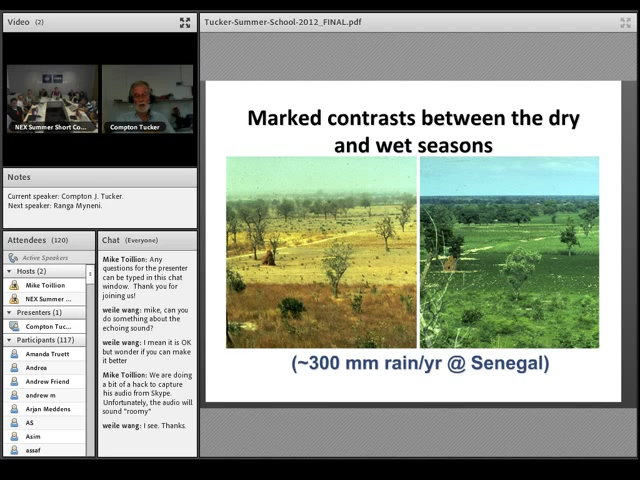 Video (2)
NEX Summer Short Co...
Compton Tucker
Notes
Current speaker: Compton J. Tucker.
Next speaker: Ranga Myneni.
Attendees (120)
Active Speakers
Hosts (2)
Mike Toillion
NEX Summer ...
Presenters (1)
Compton Tuc...
Participants (117)
Amanda Truett
Andrea
Andrew Friend
andrew m
Arjan Meddens
AS
Asim
assaf
Chat (Everyone)
Mike Toillion: Any
questions for the presenter
can be typed in this chat
window. Thank you for
joining us!
weile wang: mike, can you
do something about the
echoing sound?
weile wang: I mean it is OK
but wonder if you can make
it better
Mike Toillion: We are doing
a bit of a hack to capture
his audio from Skype.
Unfortunately, the audio will
sound "roomy"
weile wang: I see. Thanks.
Tucker-Summer-School-2012_FINAL.pdf
Marked contrasts between the dry
and wet seasons
(~300 mm rain/yr @ Senegal)